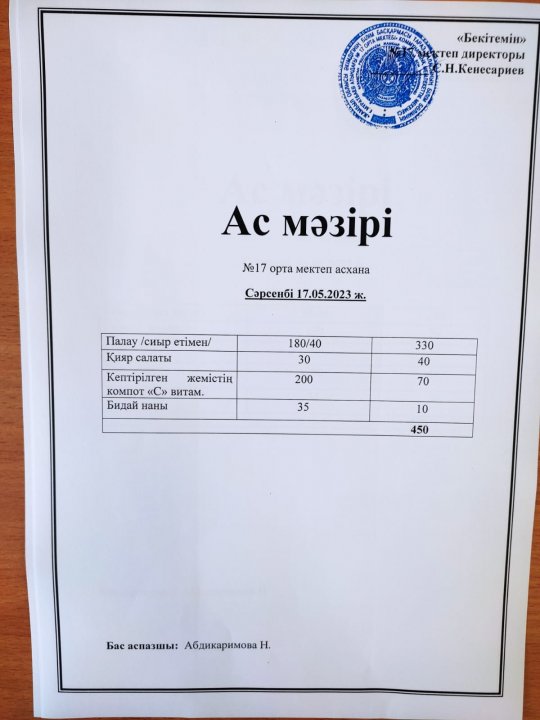 «Бекітемін»
№17 мектеп директоры
С.Н.Кенесариев
Ас мәзірі
№17 орта мектеп асхана
Сәрсенбі 17.05.2023 ж.
Палау /сиыр етімен/ 180/40 330
Қияр салаты 30 40
Кептірілген жемістің 200 70
компот «С» витам.
Бидай наны 35 10
450
Бас аспазшы: Абдикаримова Н.